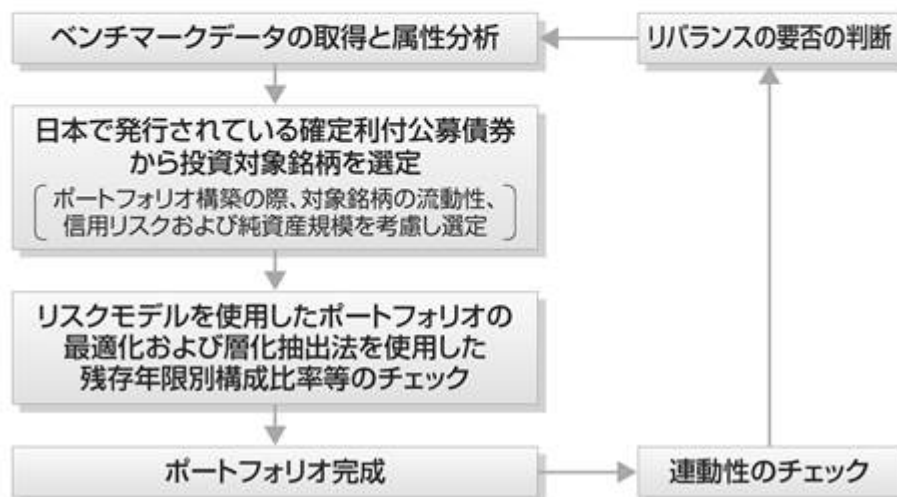 ベンチマークデータの取得と属性分析
リバランスの要否の判断
日本で発行されている確定利付公募債券
から投資対象銘柄を選定
ポートフォリオ構築の際、対象銘柄の流動性、
信用リスクおよび純資産規模を考慮し選定
リスクモデルを使用したポートフォリオの
最適化および層化抽出法を使用した
残存年限別構成比率等のチェック
ポートフォリオ完成
連動性のチェック